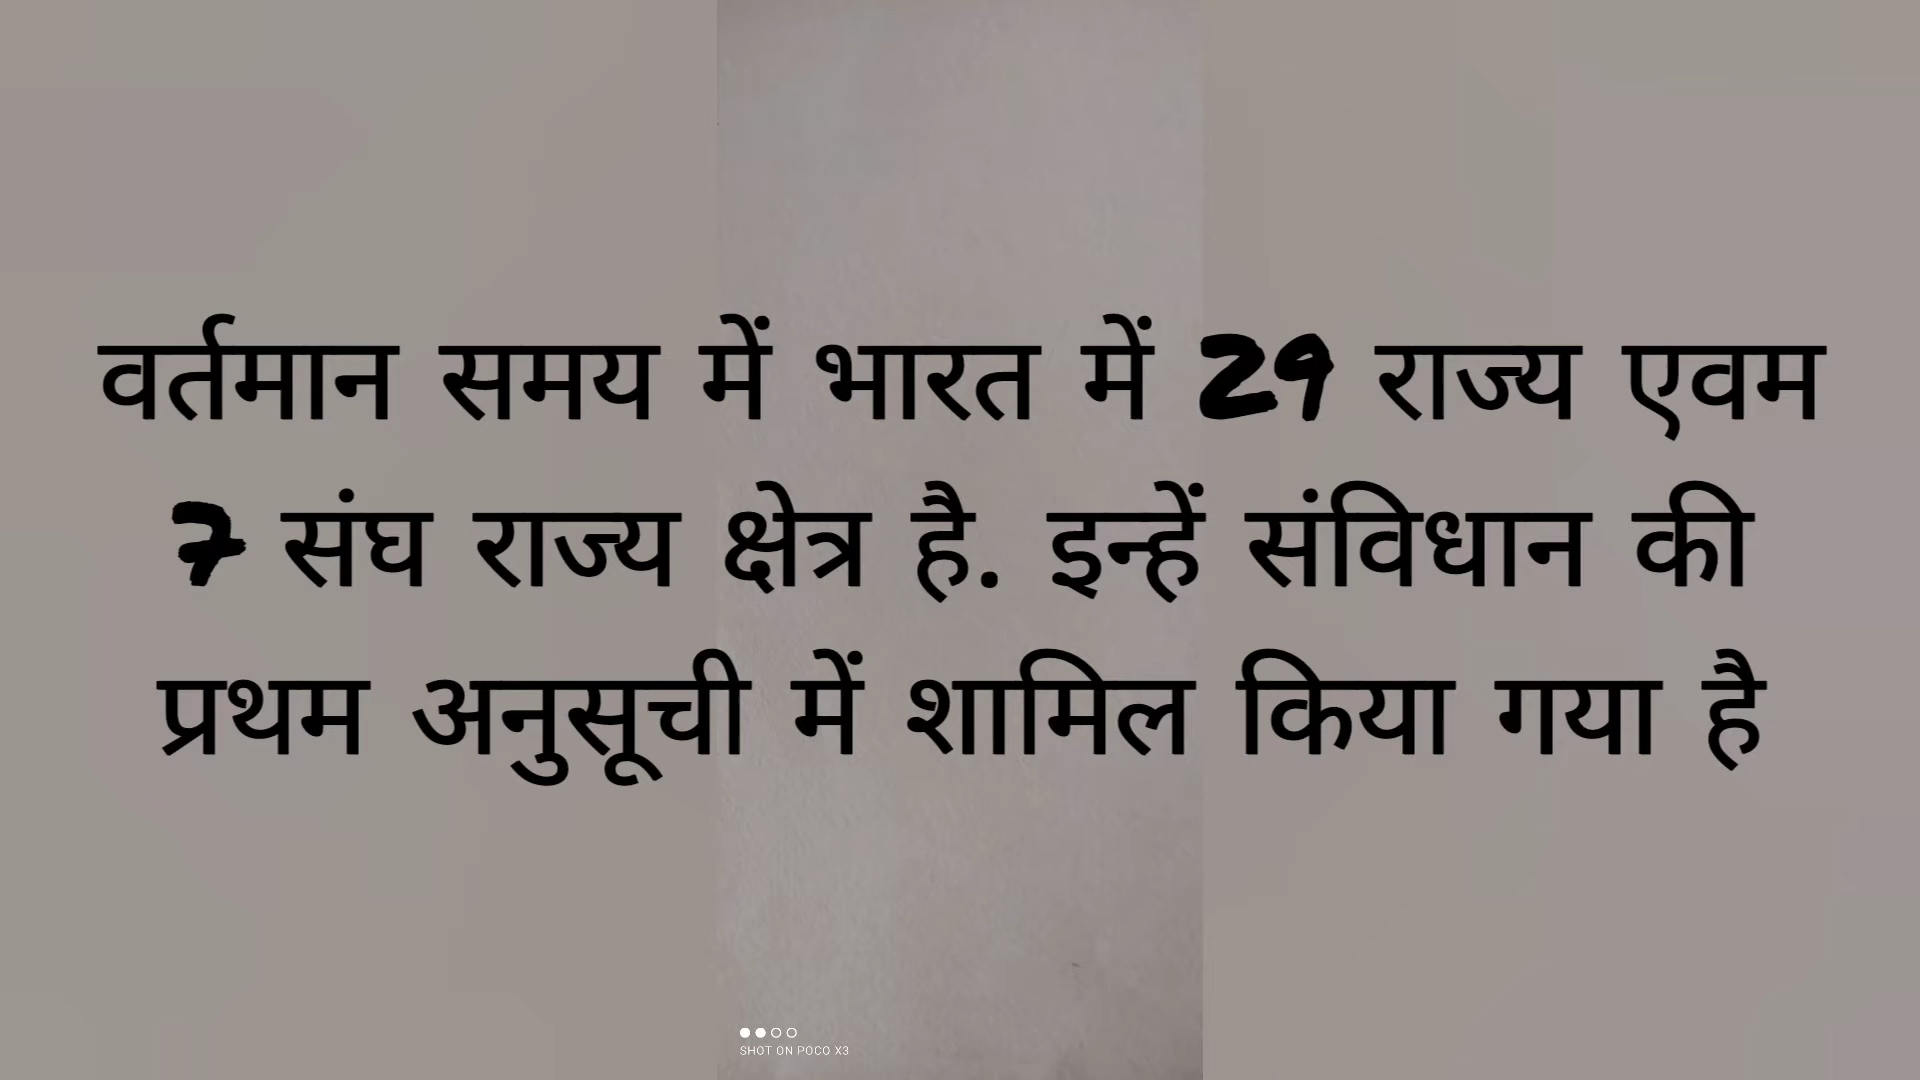 वर्तमान समय में भारत में 29 राज्य एवम
7 संघ राज्य क्षेत्र है. इन्हें संविधान की
प्रथम अनुसूची में शामिल किया गया है
SHOT ON POCO X3